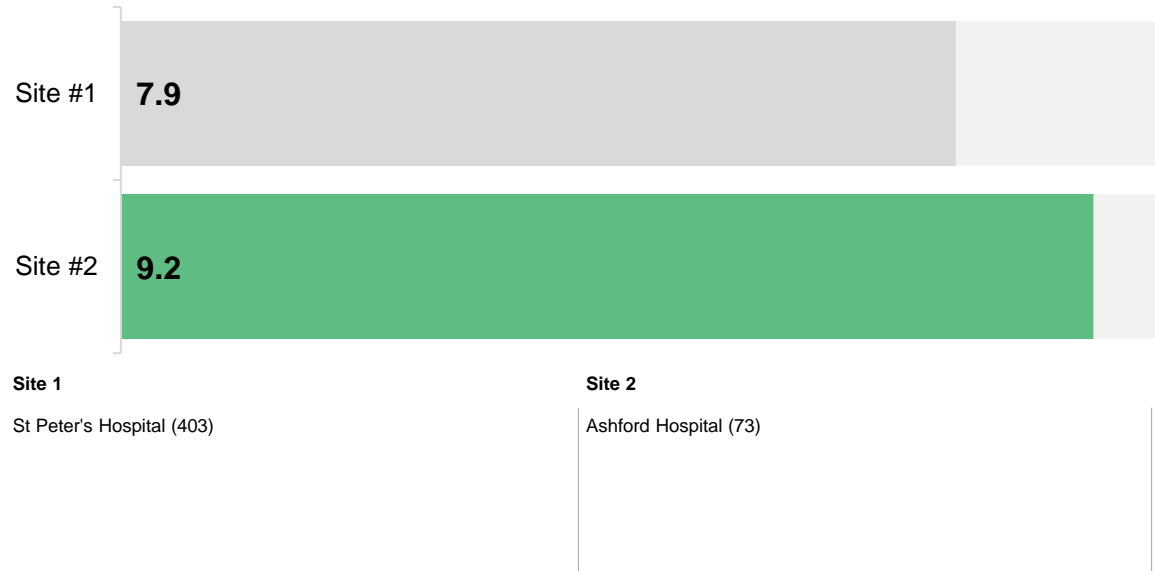 Site #1
7.9
Site #2
9.2
Site 1
Site 2
St Peter's Hospital (403)
Ashford Hospital (73)